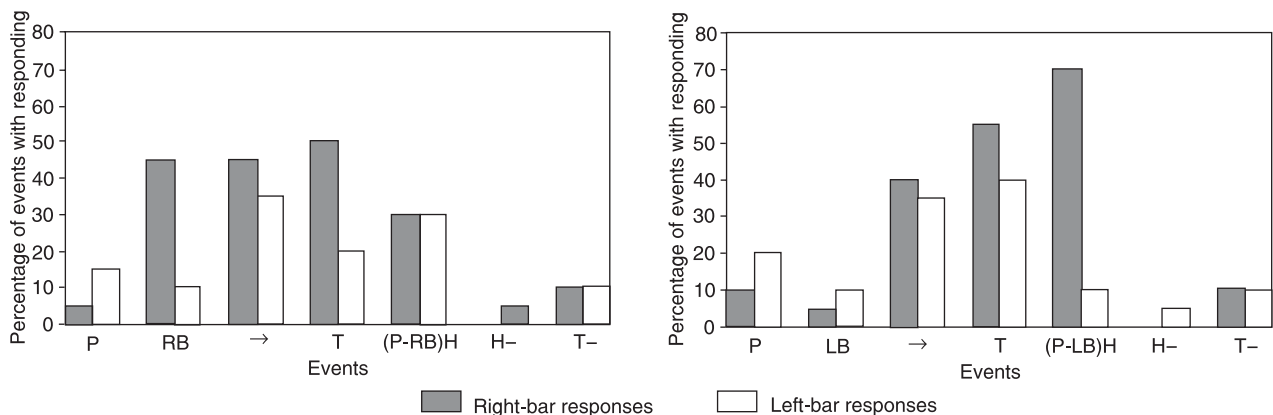 Percentage of events with responding
80
70
60
50
40
30
20
10
0
P RB → T (P-RB)H H– T–
Events
Percentage of events with responding
80
70
60
50
40
30
20
10
0
P LB → T (P-LB)H H– T–
Events
Right-bar responses Left-bar responses